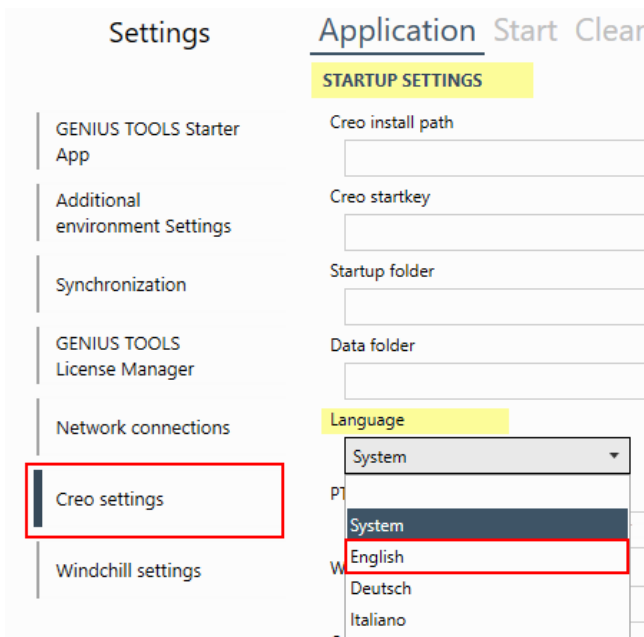 Settings
Application Start Clear
STARTUP SETTINGS
GENIUS TOOLS Starter
App
Additional
environment Settings
Synchronization
GENIUS TOOLS
License Manager
Network connections
Creo settings
Windchill settings
Creo install path
Creo startkey
Startup folder
Data folder
Language
System
System
English
Deutsch
Italiano